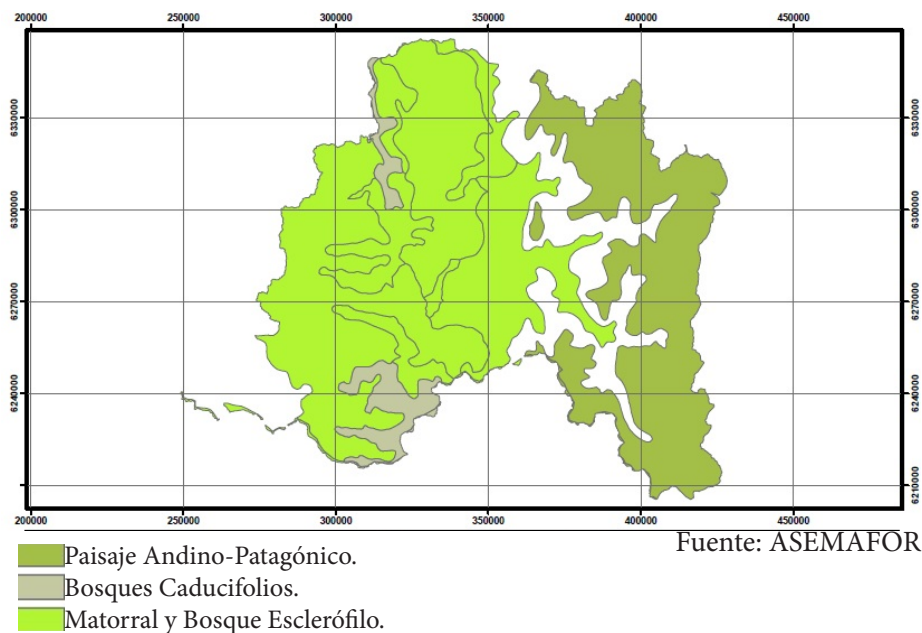 200000 250000 300000 350000 400000 450000
6330000 6330000
6300000 6300000
6270000 6270000
6240000 6240000
6210000 6210000
200000 250000 300000 350000 400000 450000
Fuente: ASEMAFOR
Paisaje Andino-Patagónico.
Bosques Caducifolios.
Matorral y Bosque Esclerófilo.